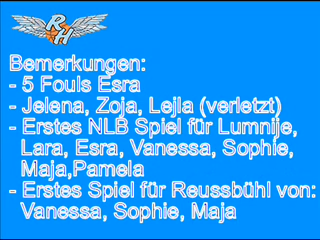 RH
Bemerkungen:
- 5 Fouls Esra
- Jelena, Zoja, Lejla (verletzt)
- Erstes NLB Spiel für Lumnije,
Lara, Esra, Vanessa, Sophie,
Maja,Pamela
- Erstes Spiel für Reussbühl von:
Vanessa, Sophie, Maja